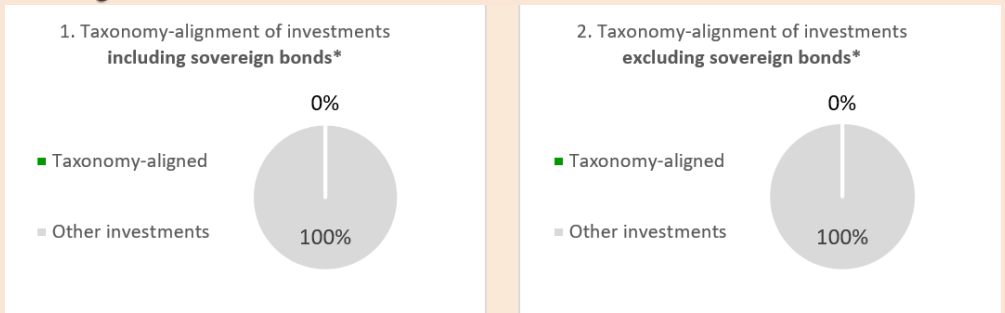 1. Taxonomy-alignment of investments
including sovereign bonds*
0%
Taxonomy-aligned
Other investments
100%
2. Taxonomy-alignment of investments
excluding sovereign bonds*
0%
Taxonomy-aligned
Other investments
100%